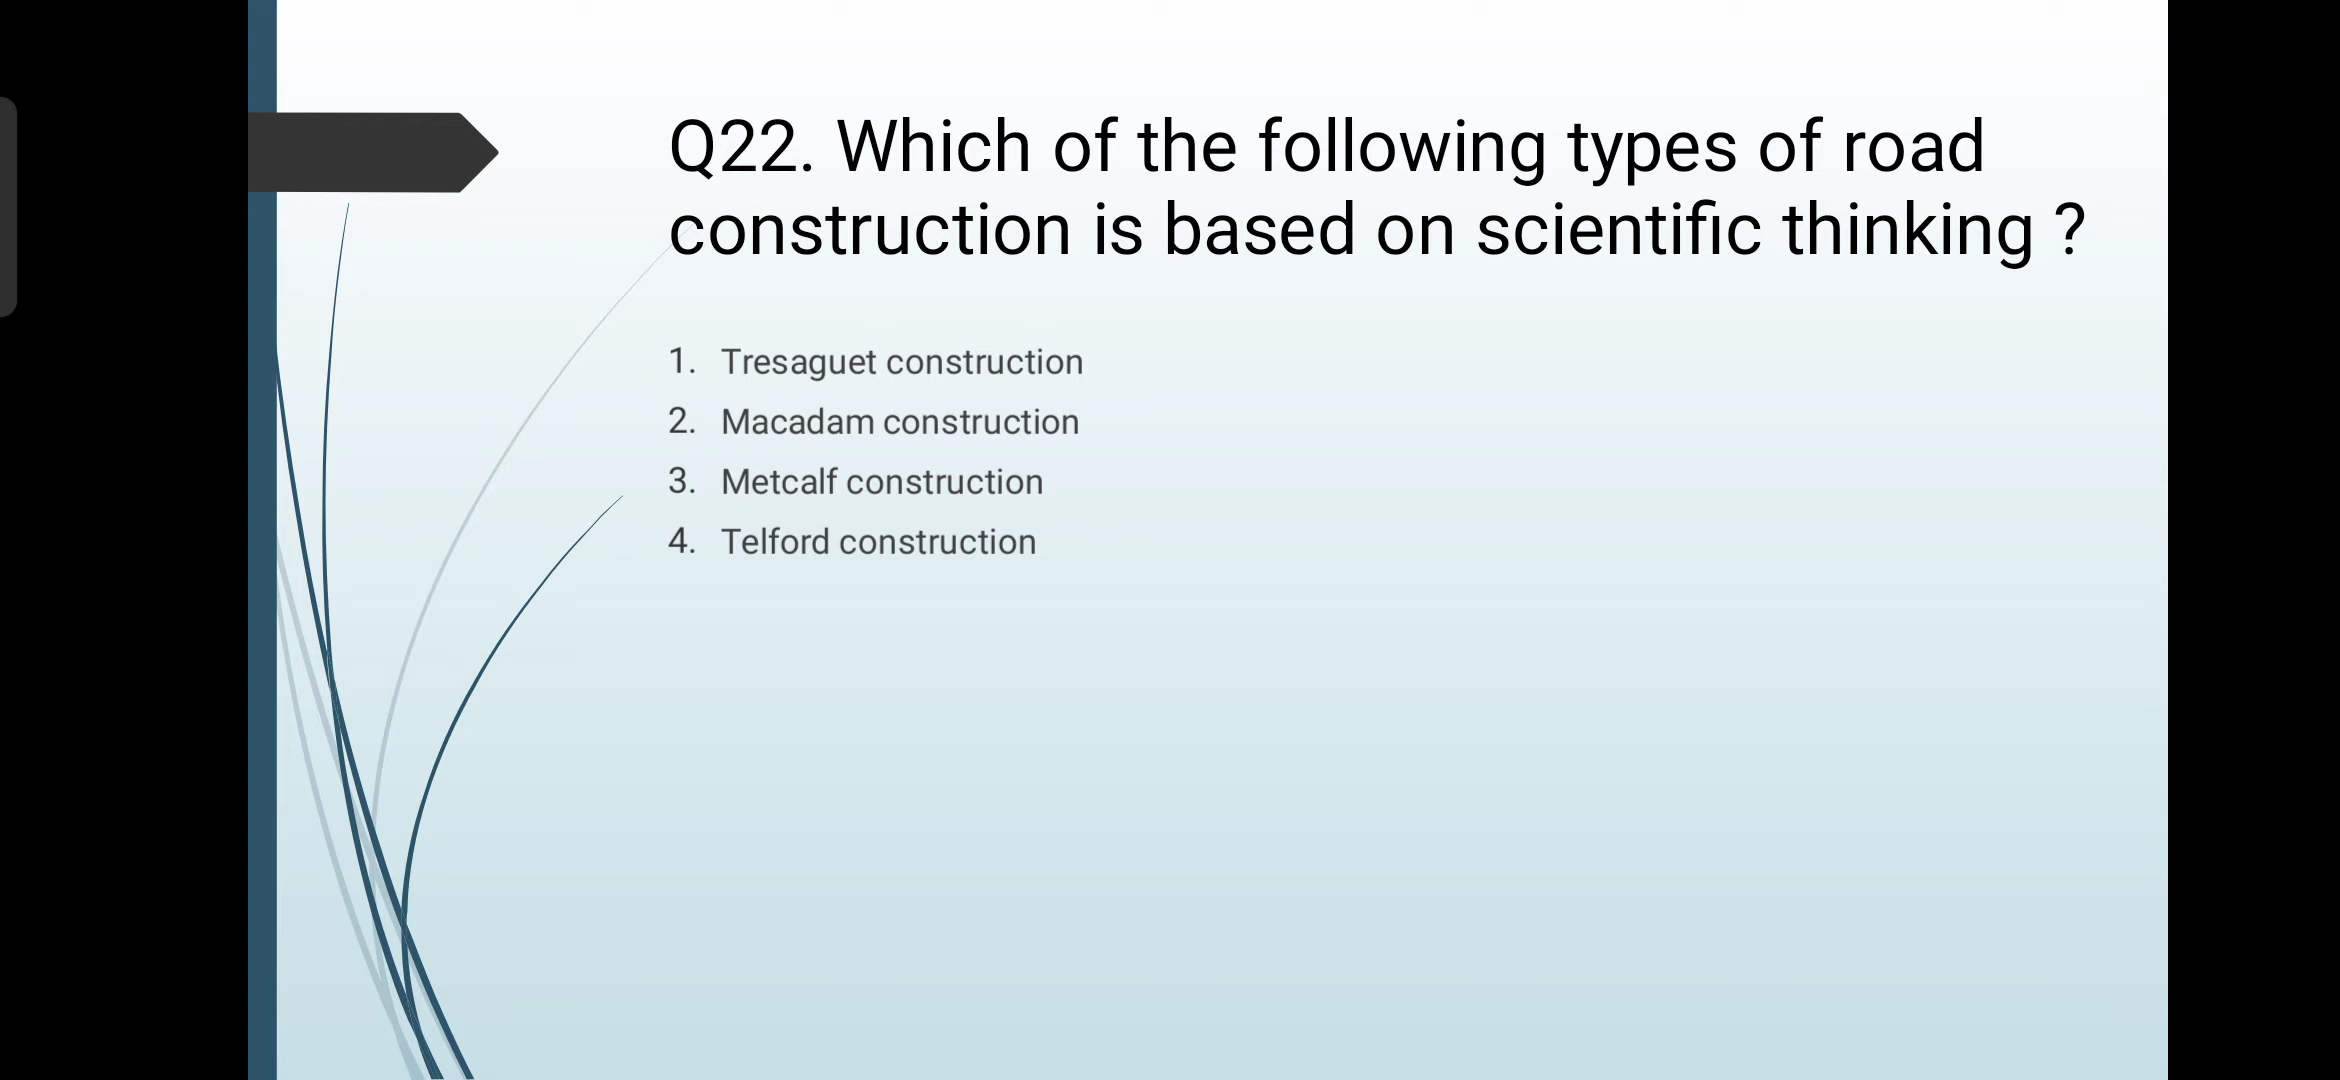 Q22. Which of the following types of road
construction is based on scientific thinking ?
1. Tresaguet construction
2. Macadam construction
3. Metcalf construction
4. Telford construction